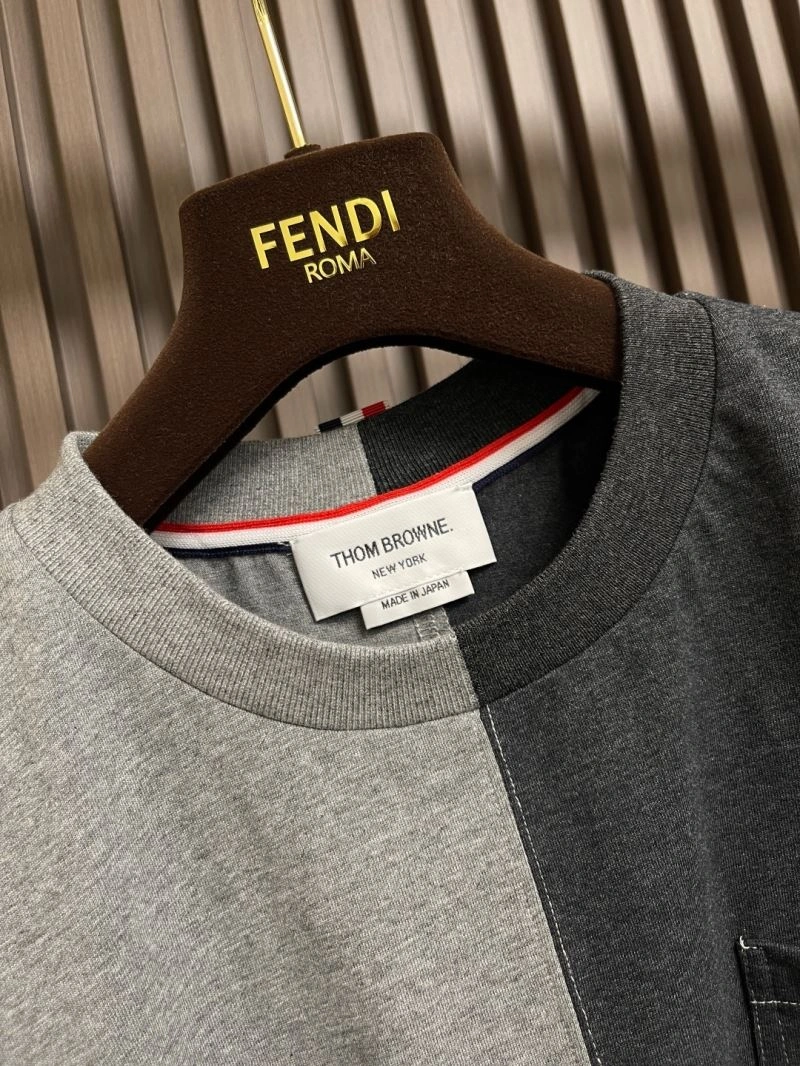 FENDI
ROMA
THOM BROWNE.
NEW YORK
MADE IN JAPAN